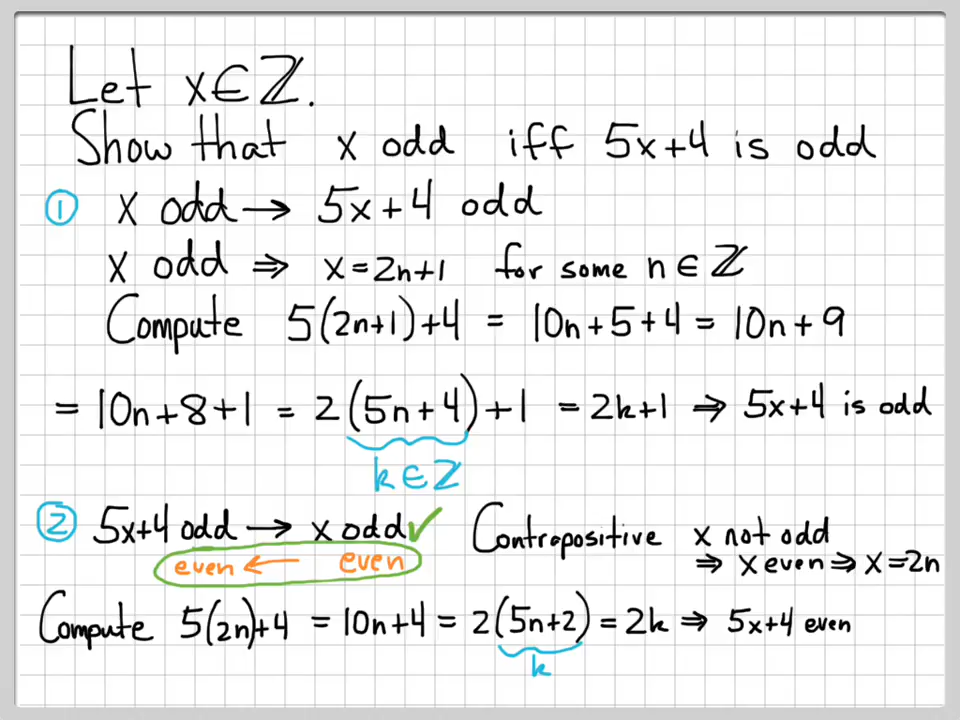 Let x∈ℤ.
Show that x odd iff 5x+4 is odd
① x odd → 5x+4 odd
x odd ⇒ x=2n+1 for some n∈ℤ
Compute 5(2n+1)+4 = 10n+5+4 = 10n+9
= 10n+8+1 = 2(5n+4)+1 = 2k+1 ⇒ 5x+4 is odd
k∈ℤ
② 5x+4 odd → x odd ✓ Contrapositive x not odd
even ← even ⇒ x even ⇒ x=2n
Compute 5(2n)+4 = 10n+4 = 2(5n+2) = 2k ⇒ 5x+4 even
k